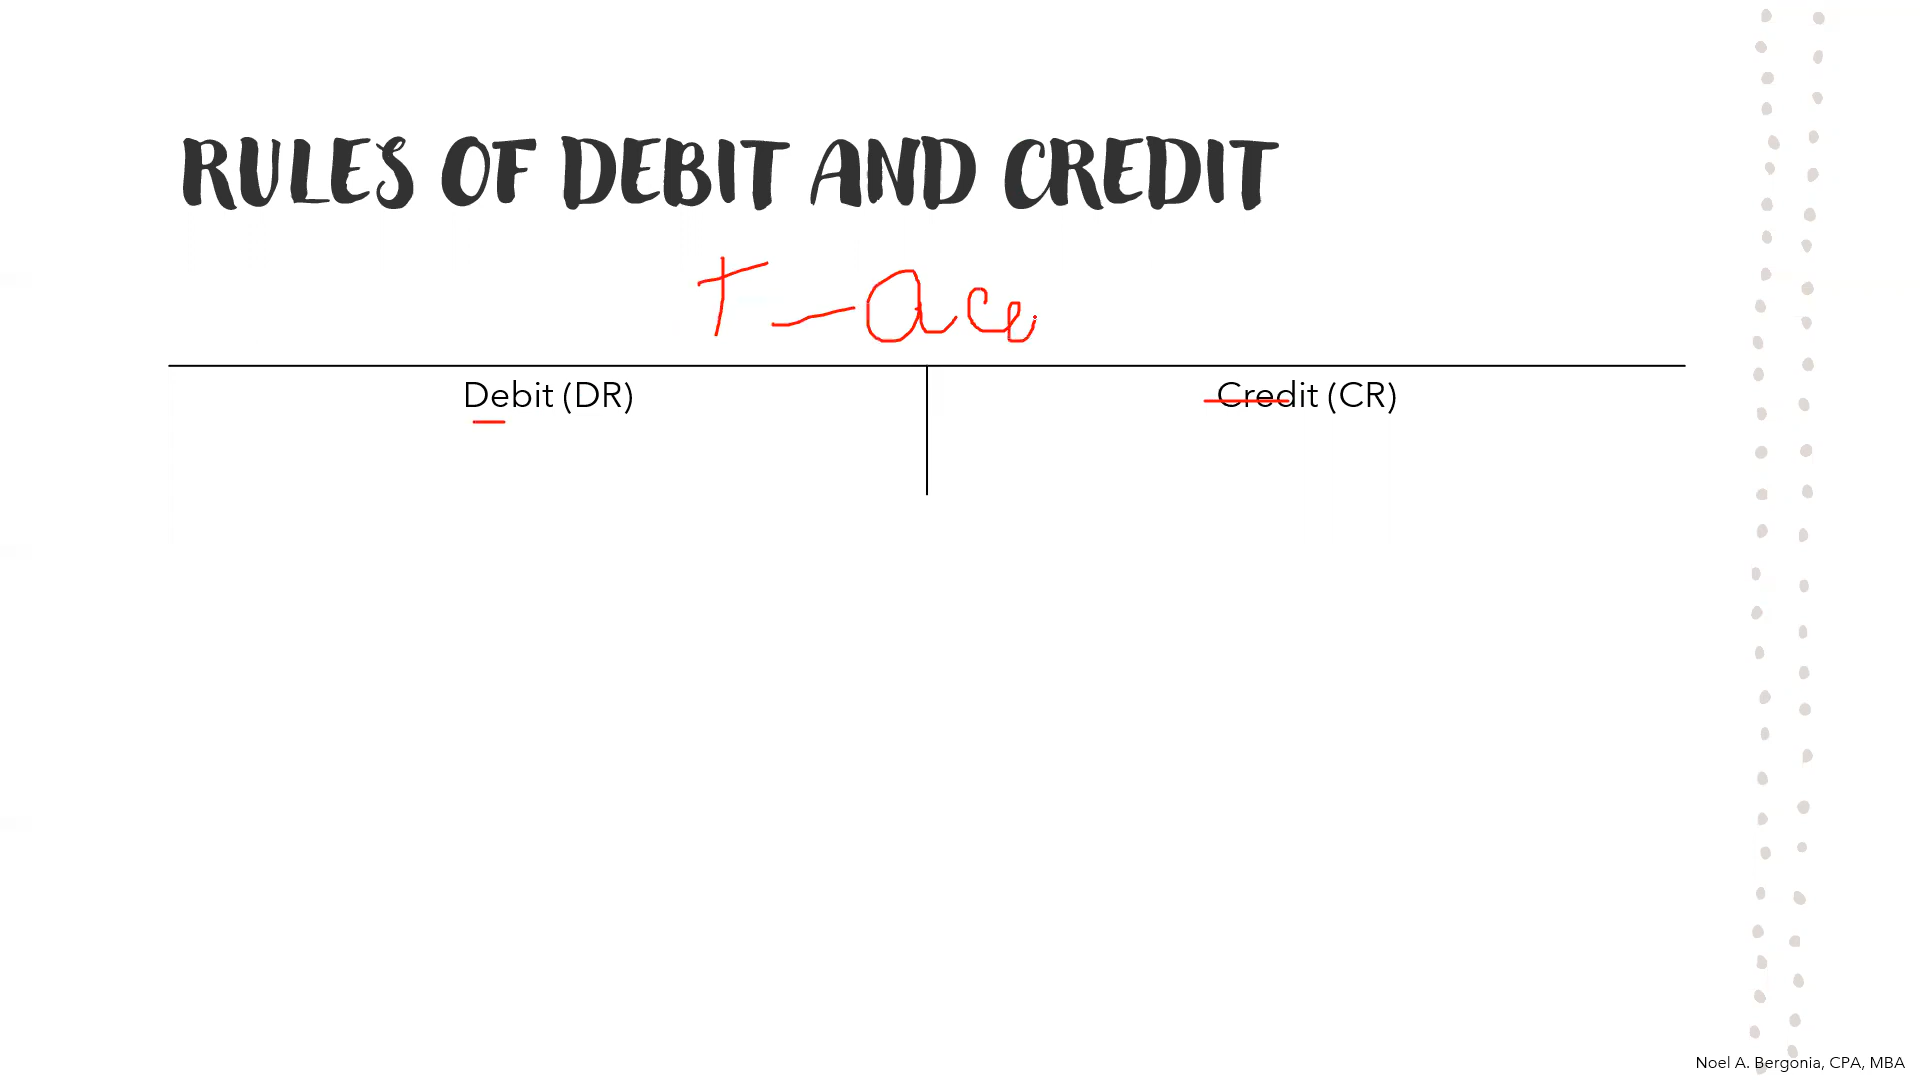 RULES OF DEBIT AND CREDIT
T-acc
Debit (DR)
Credit (CR)
Noel A. Bergonia, CPA, MBA